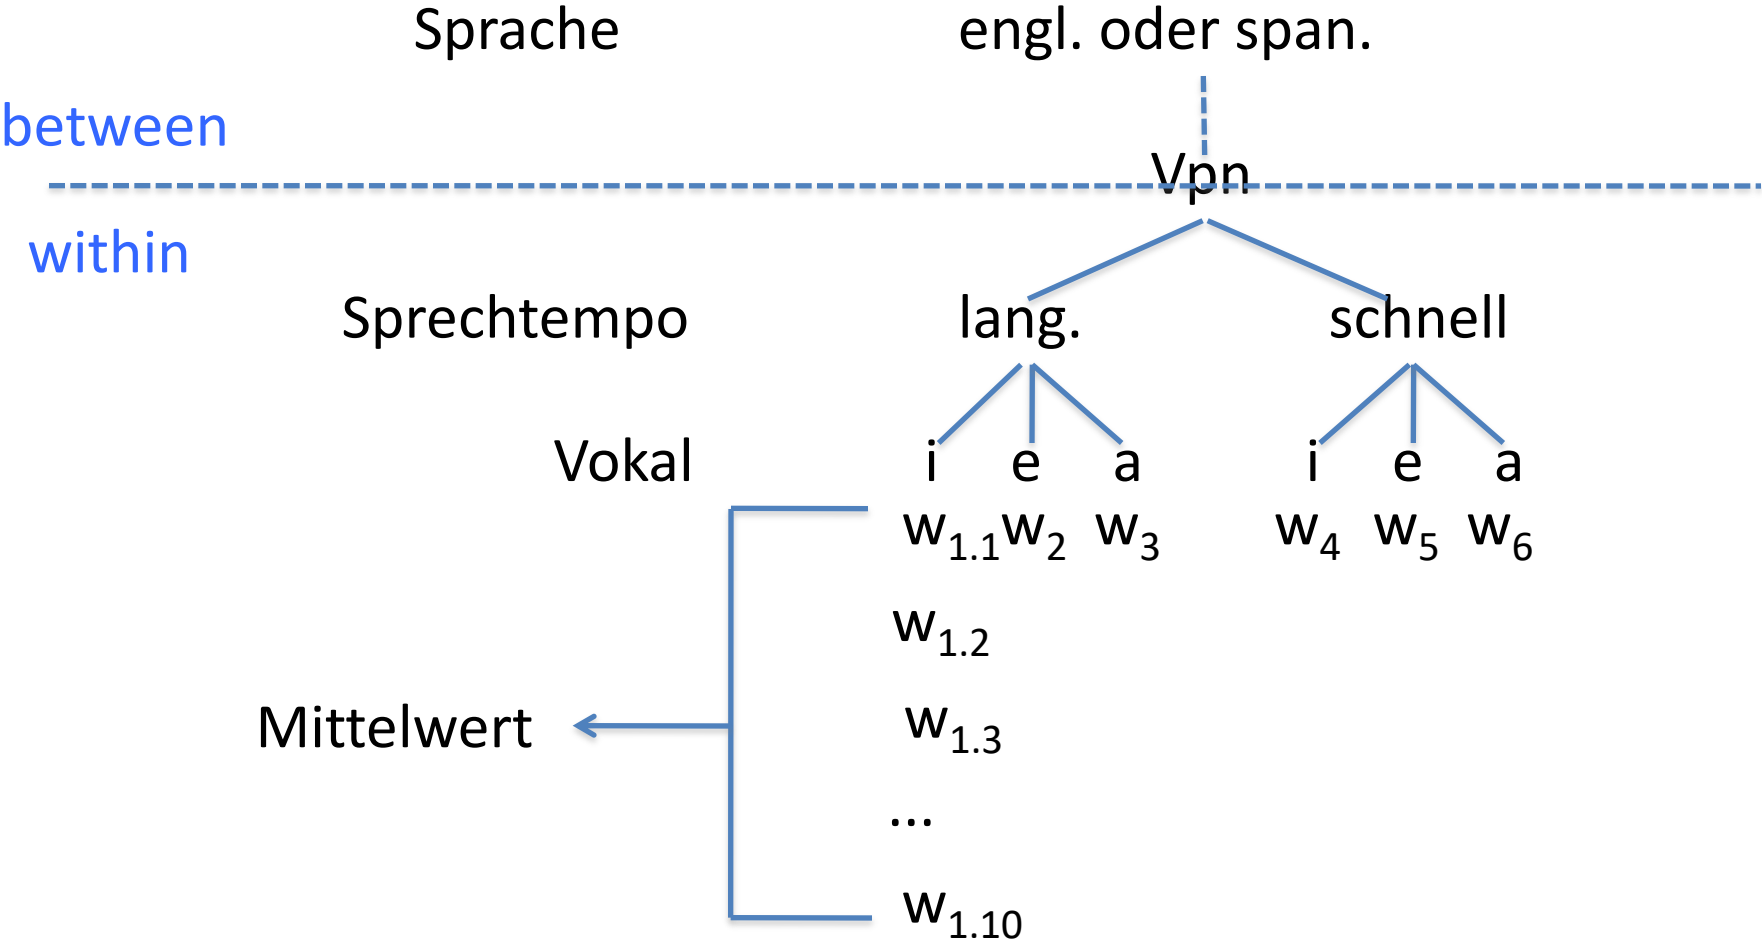 Sprache engl. oder span.
between
Vpn
within
Sprechtempo lang. schnell
Vokal i e a i e a
w1.1 w2 w3 w4 w5 w6
w1.2
Mittelwert w1.3
...
w1.10